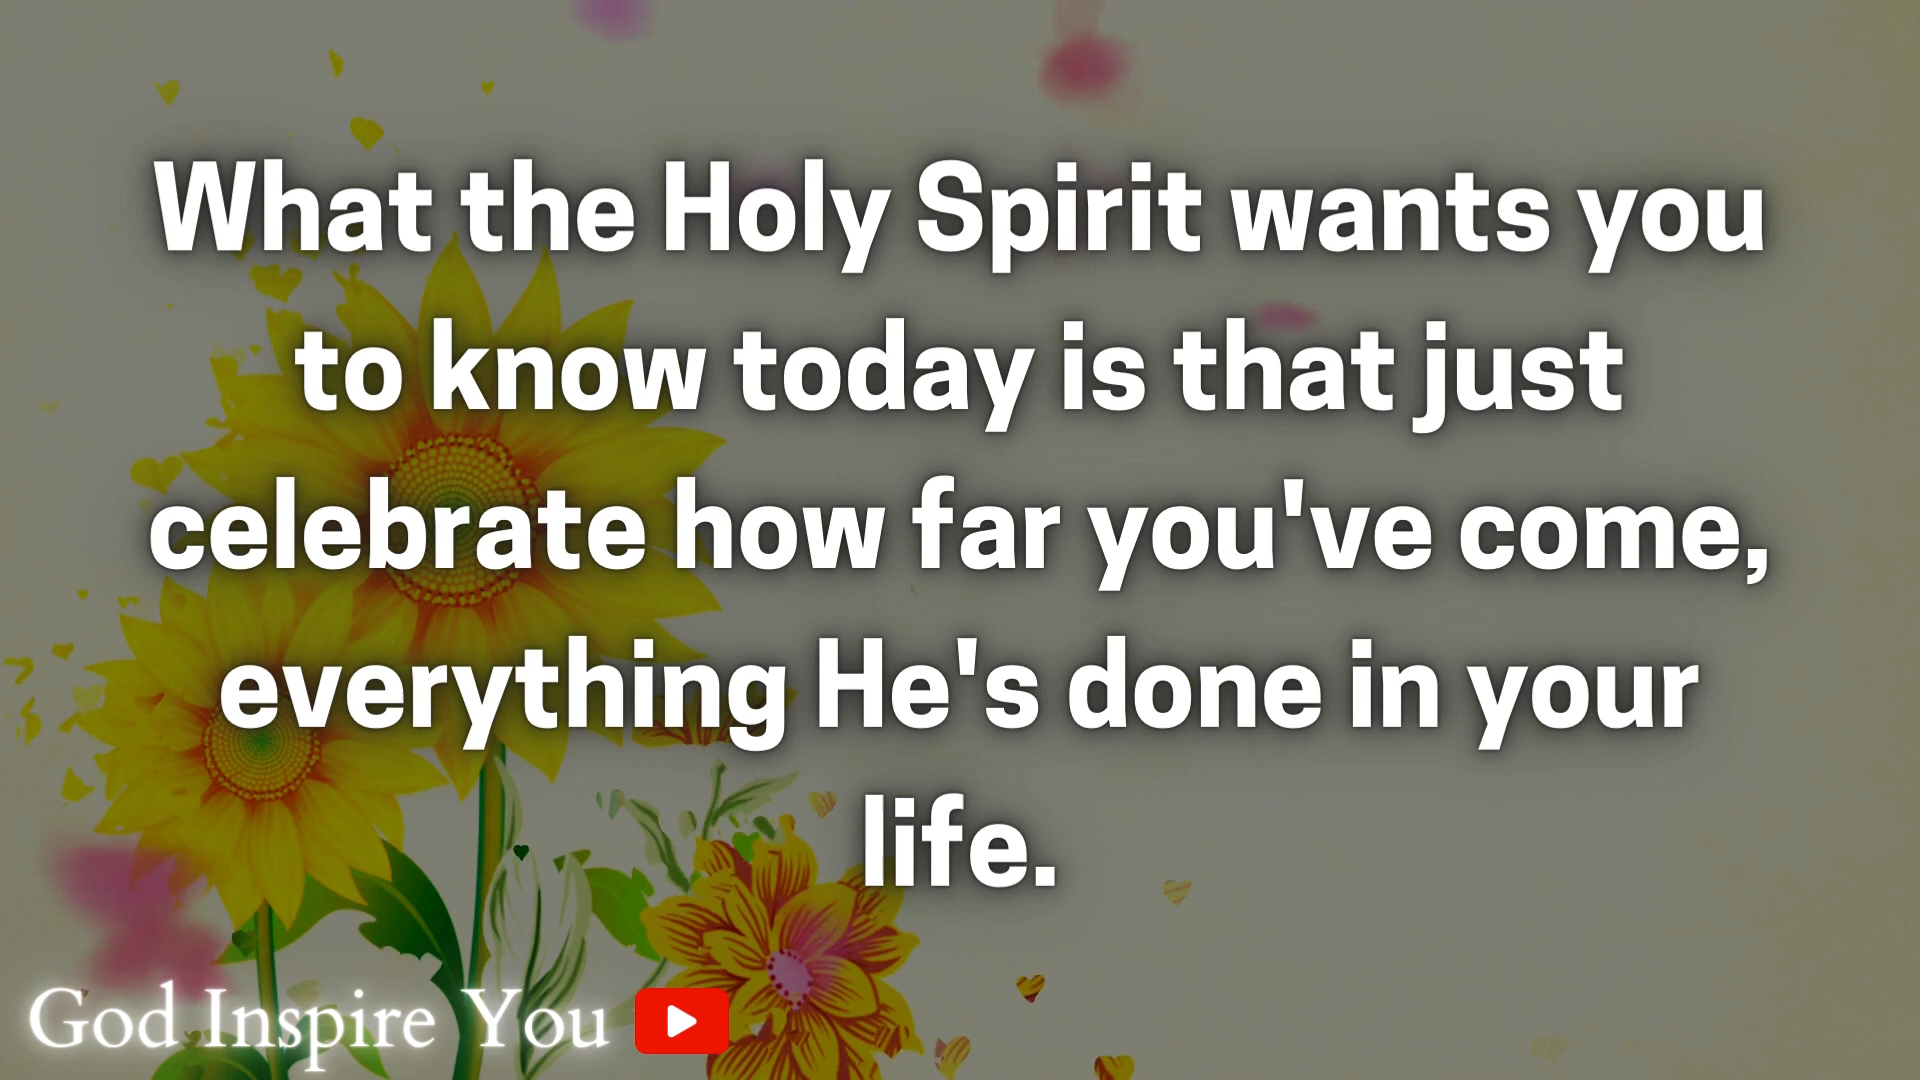 What the Holy Spirit wants you
to know today is that just
celebrate how far you've come,
everything He's done in your
life.
God Inspire You